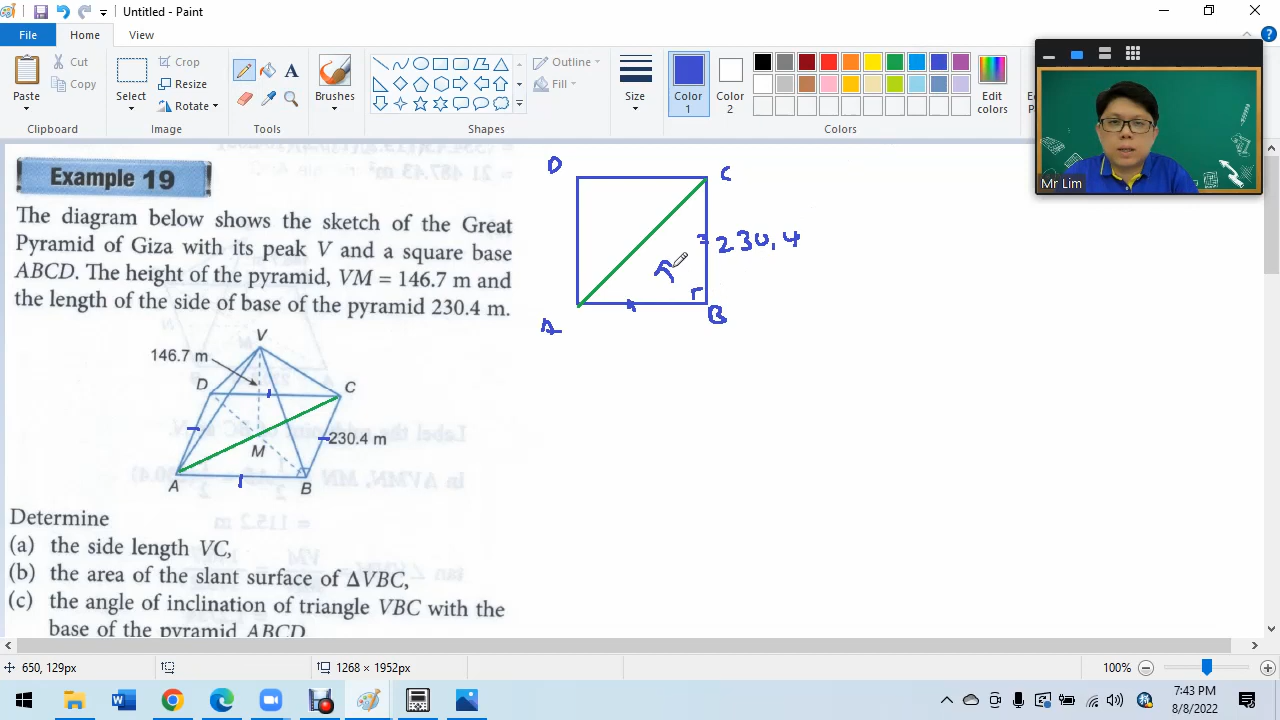 Untitled - Paint
File
Home
View
Paste
Cut
Copy
Clipboard
Select
Crop
Resize
Rotate
Image
A
Tools
Brushes
Outline
Fill
Shapes
Size
Color 1
Color 2
Edit colors
Colors
Mr Lim
Example 19
The diagram below shows the sketch of the Great
Pyramid of Giza with its peak V and a square base
ABCD. The height of the pyramid, VM = 146.7 m and
the length of the side of base of the pyramid 230.4 m.
V
146.7 m
D
C
230.4 m
M
A
B
Determine
(a) the side length VC,
(b) the area of the slant surface of ΔVBC,
(c) the angle of inclination of triangle VBC with the
base of the pyramid ABCD
D
C
230.4
A
B
650, 129px
1268 × 1952px
100%
7:43 PM
8/8/2022